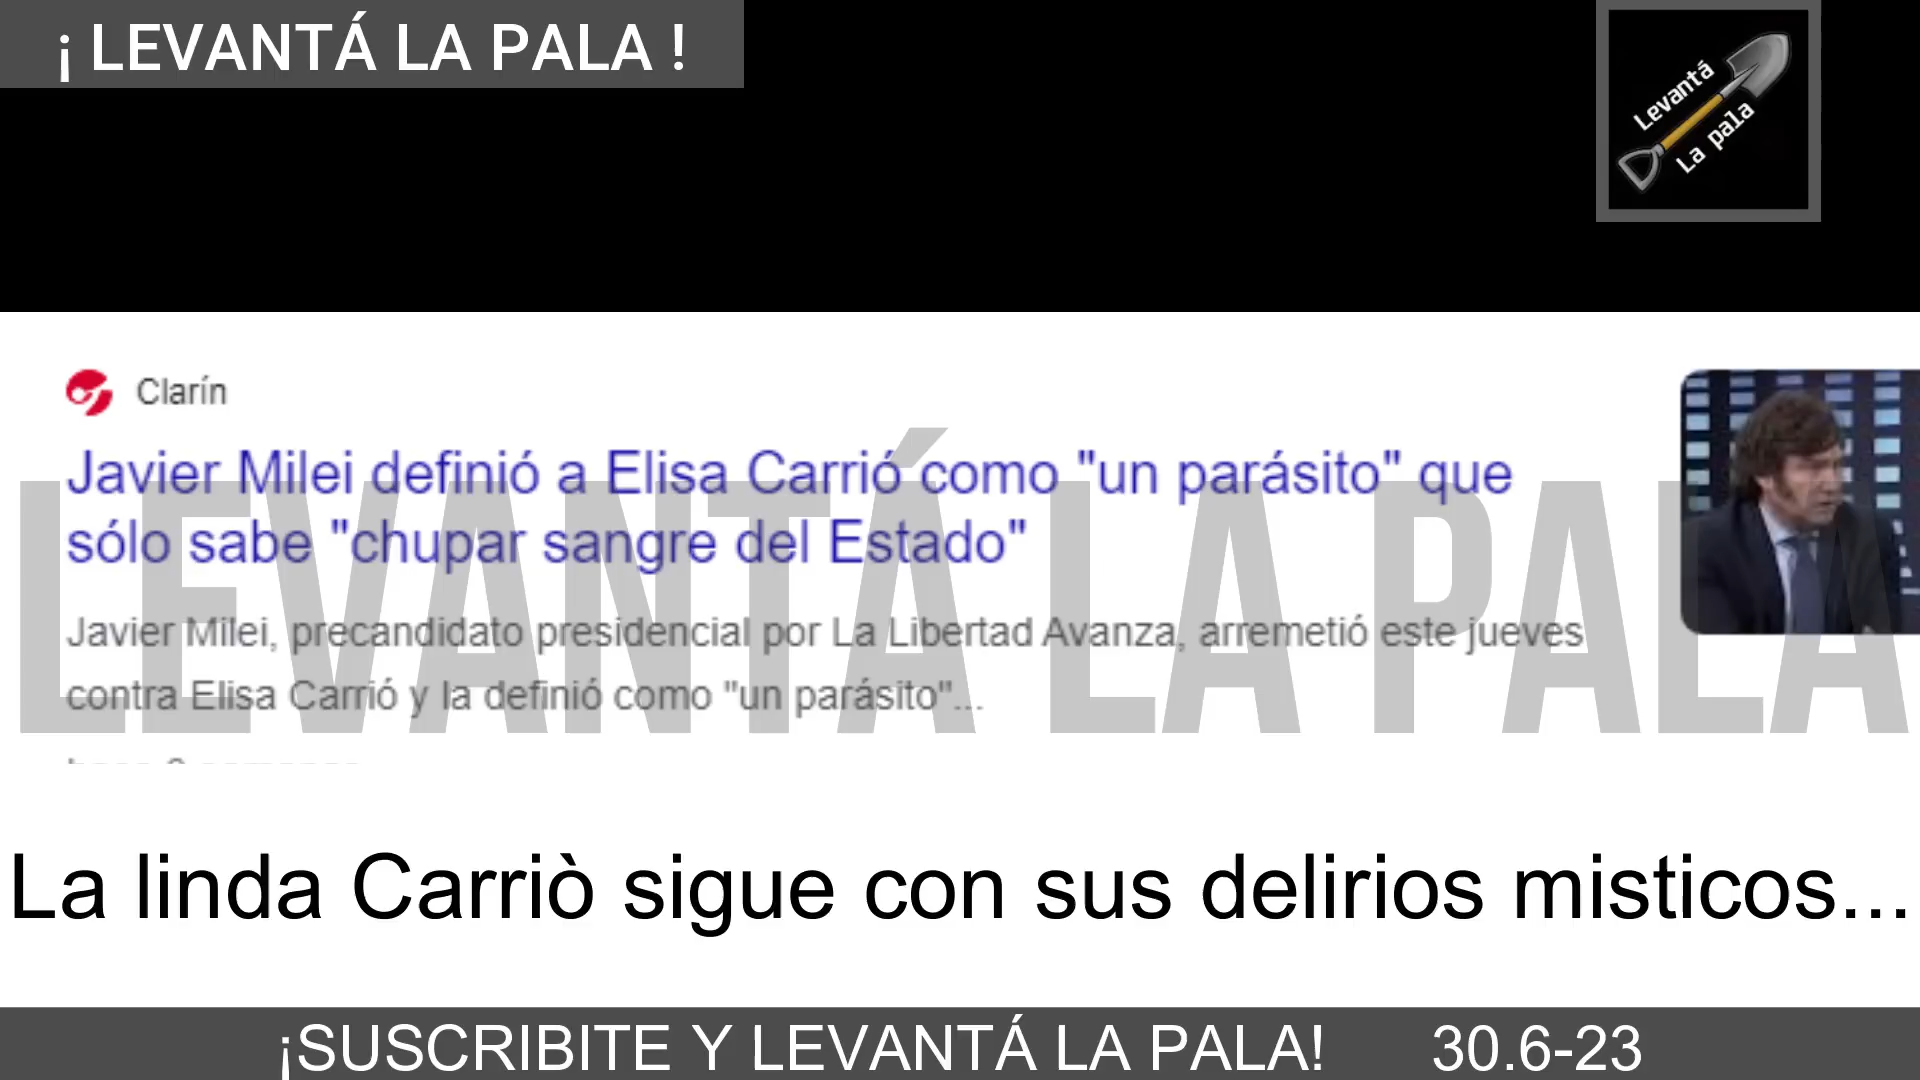 ¡ LEVANTÁ LA PALA !
Levantá
La pala
Clarín
Javier Milei definió a Elisa Carrió como "un parásito" que
sólo sabe "chupar sangre del Estado"
Javier Milei, precandidato presidencial por La Libertad Avanza, arremetió este jueves
contra Elisa Carrió y la definió como "un parásito"...
LEVANTÁ LA PALA
La linda Carriò sigue con sus delirios misticos...
¡SUSCRIBITE Y LEVANTÁ LA PALA! 30.6-23